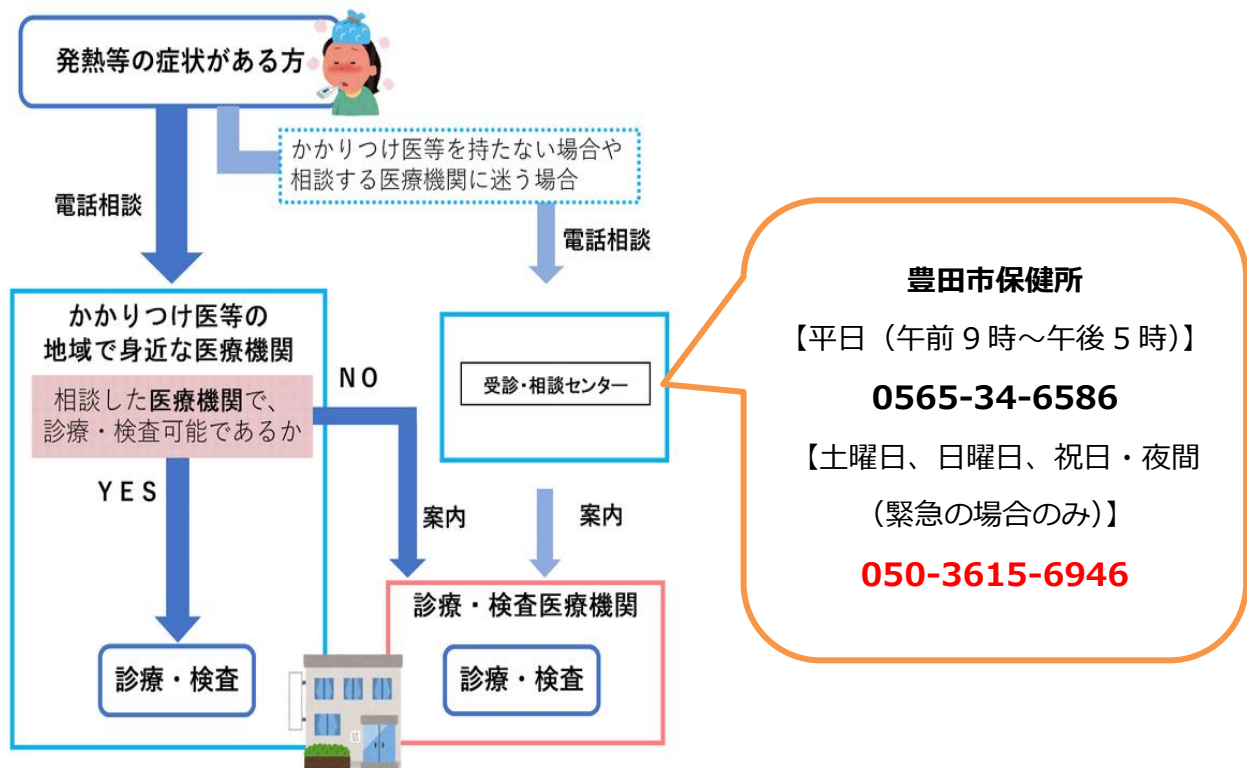 発熱等の症状がある方
かかりつけ医等を持たない場合や
相談する医療機関に迷う場合
電話相談
電話相談
かかりつけ医等の
地域で身近な医療機関
相談した医療機関で、
診療・検査可能であるか
NO
YES
受診・相談センター
案内
案内
診療・検査
診療・検査医療機関
診療・検査
豊田市保健所
【平日（午前9時～午後5時）】
0565-34-6586
【土曜日、日曜日、祝日・夜間
（緊急の場合のみ）】
050-3615-6946